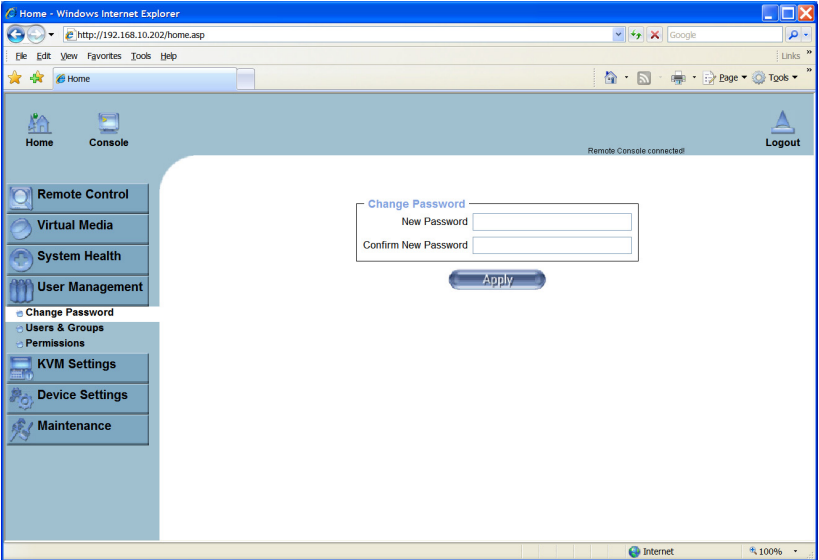 Home - Windows Internet Explorer
http://192.168.10.202/home.asp
Google
File Edit View Favorites Tools Help
Links »
Home
Page Tools »
Home Console
Remote Console connected!
Logout
Remote Control
Virtual Media
System Health
User Management
Change Password
Users & Groups
Permissions
KVM Settings
Device Settings
Maintenance
Change Password
New Password
Confirm New Password
Apply
Internet
100%